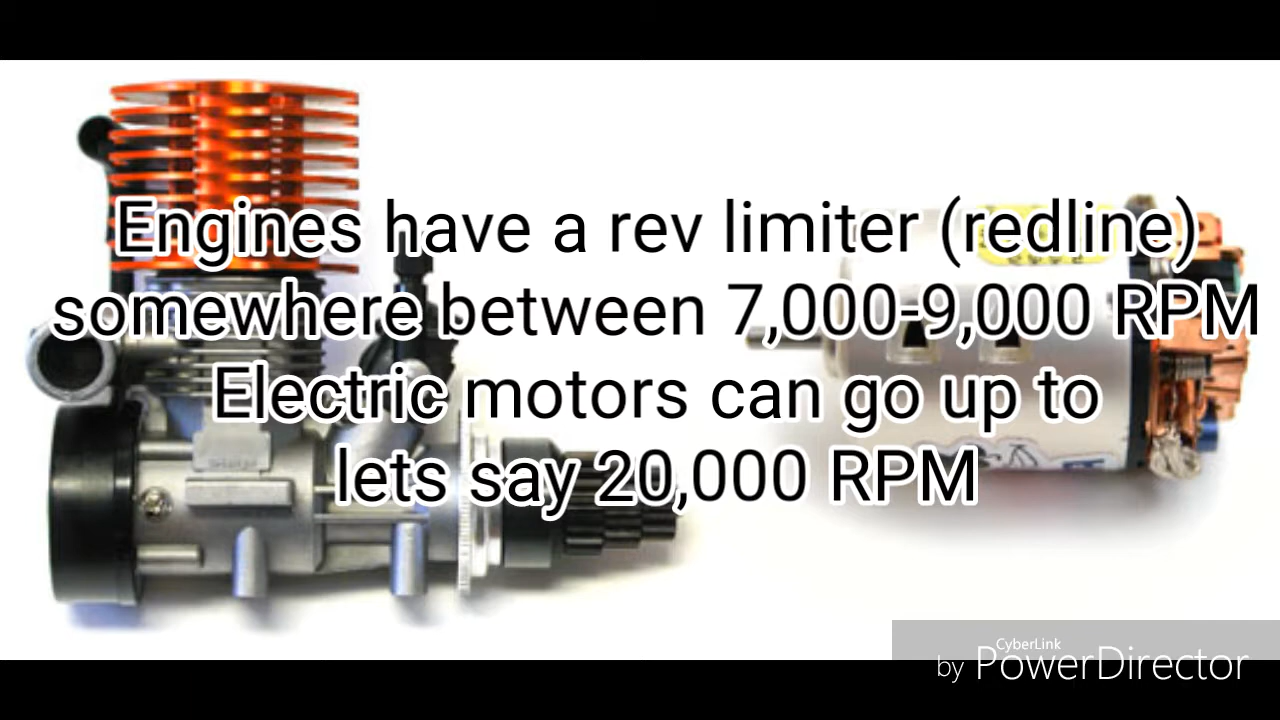 Engines have a rev limiter (redline)
somewhere between 7,000-9,000 RPM
Electric motors can go up to
lets say 20,000 RPM
CyberLink
by PowerDirector